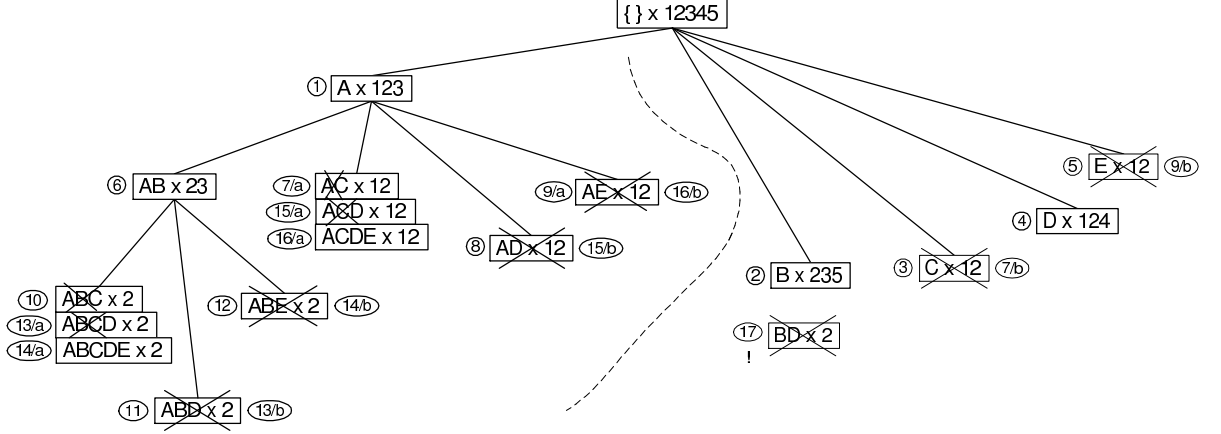 { } x 12345
1 A x 123
5 E x 12 9/b
6 AB x 23
7/a AC x 12
9/a AE x 12 16/b
15/a ACD x 12
4 D x 124
16/a ACDE x 12
8 AD x 12 15/b
3 C x 12 7/b
2 B x 235
10 ABC x 2
12 ABE x 2 14/b
13/a ABCD x 2
17 BD x 2
!
14/a ABCDE x 2
11 ABD x 2 13/b